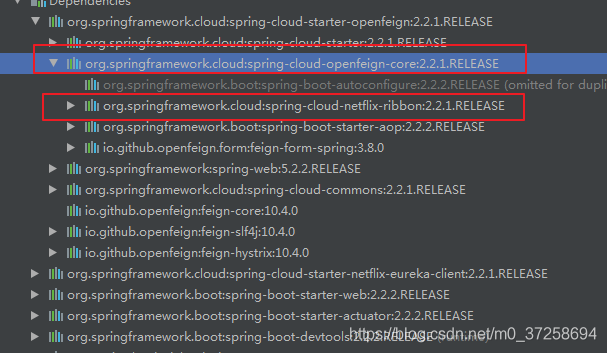 Dependencies
org.springframework.cloud:spring-cloud-starter-openfeign:2.2.1.RELEASE
org.springframework.cloud:spring-cloud-starter:2.2.1.RELEASE
org.springframework.cloud:spring-cloud-openfeign-core:2.2.1.RELEASE
org.springframework.boot:spring-boot-autoconfigure:2.2.2.RELEASE (omitted for dupli
org.springframework.cloud:spring-cloud-netflix-ribbon:2.2.1.RELEASE
org.springframework.boot:spring-boot-starter-aop:2.2.2.RELEASE
io.github.openfeign.form:feign-form-spring:3.8.0
org.springframework:spring-web:5.2.2.RELEASE
org.springframework.cloud:spring-cloud-commons:2.2.1.RELEASE
io.github.openfeign:feign-core:10.4.0
io.github.openfeign:feign-slf4j:10.4.0
io.github.openfeign:feign-hystrix:10.4.0
org.springframework.cloud:spring-cloud-starter-netflix-eureka-client:2.2.1.RELEASE
org.springframework.boot:spring-boot-starter-web:2.2.2.RELEASE
org.springframework.boot:spring-boot-starter-actuator:2.2.2.RELEASE
org.springframework.boot:spring-boot-devtools:2.2.2.RELEASE
https://blog.csdn.net/m0_37258694